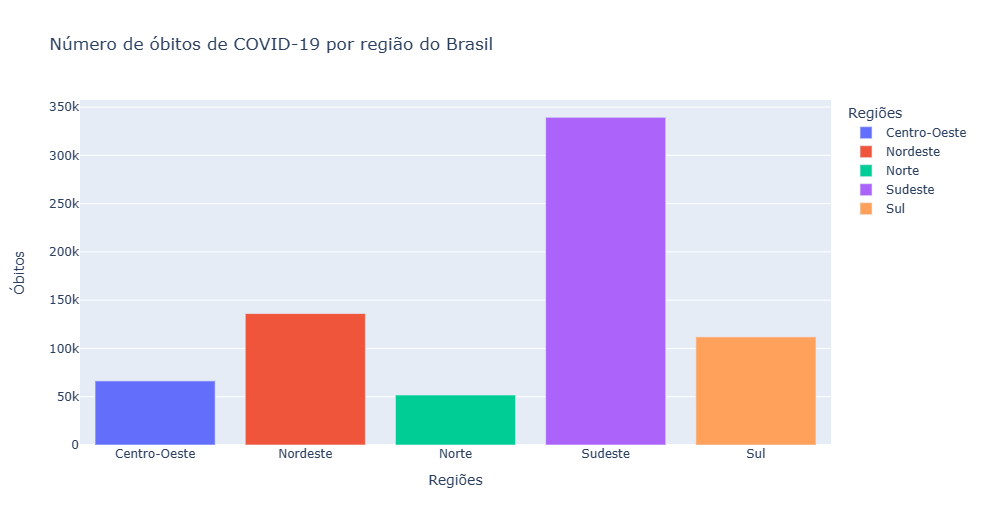 Número de óbitos de COVID-19 por região do Brasil
350k
300k
250k
200k
150k
100k
50k
0
Óbitos
Centro-Oeste
Nordeste
Norte
Sudeste
Sul
Regiões
Regiões
Centro-Oeste
Nordeste
Norte
Sudeste
Sul